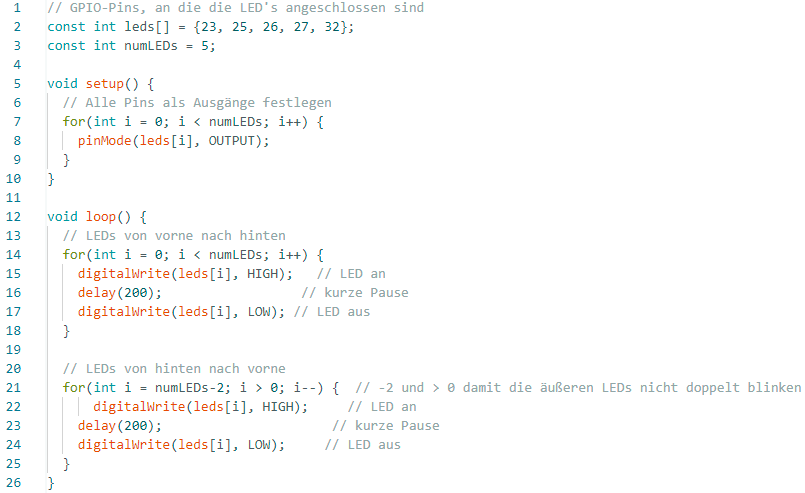 1 // GPIO-Pins, an die die LED's angeschlossen sind
2 const int leds[] = {23, 25, 26, 27, 32};
3 const int numLEDs = 5;
4
5 void setup() {
6   // Alle Pins als Ausgänge festlegen
7   for(int i = 0; i < numLEDs; i++) {
8     pinMode(leds[i], OUTPUT);
9   }
10 }
11
12 void loop() {
13   // LEDs von vorne nach hinten
14   for(int i = 0; i < numLEDs; i++) {
15     digitalWrite(leds[i], HIGH);   // LED an
16     delay(200);                  // kurze Pause
17     digitalWrite(leds[i], LOW); // LED aus
18   }
19
20   // LEDs von hinten nach vorne
21   for(int i = numLEDs-2; i > 0; i--) {  // -2 und > 0 damit die äußeren LEDs nicht doppelt blinken
22       digitalWrite(leds[i], HIGH);     // LED an
23     delay(200);                      // kurze Pause
24     digitalWrite(leds[i], LOW);     // LED aus
25   }
26 }